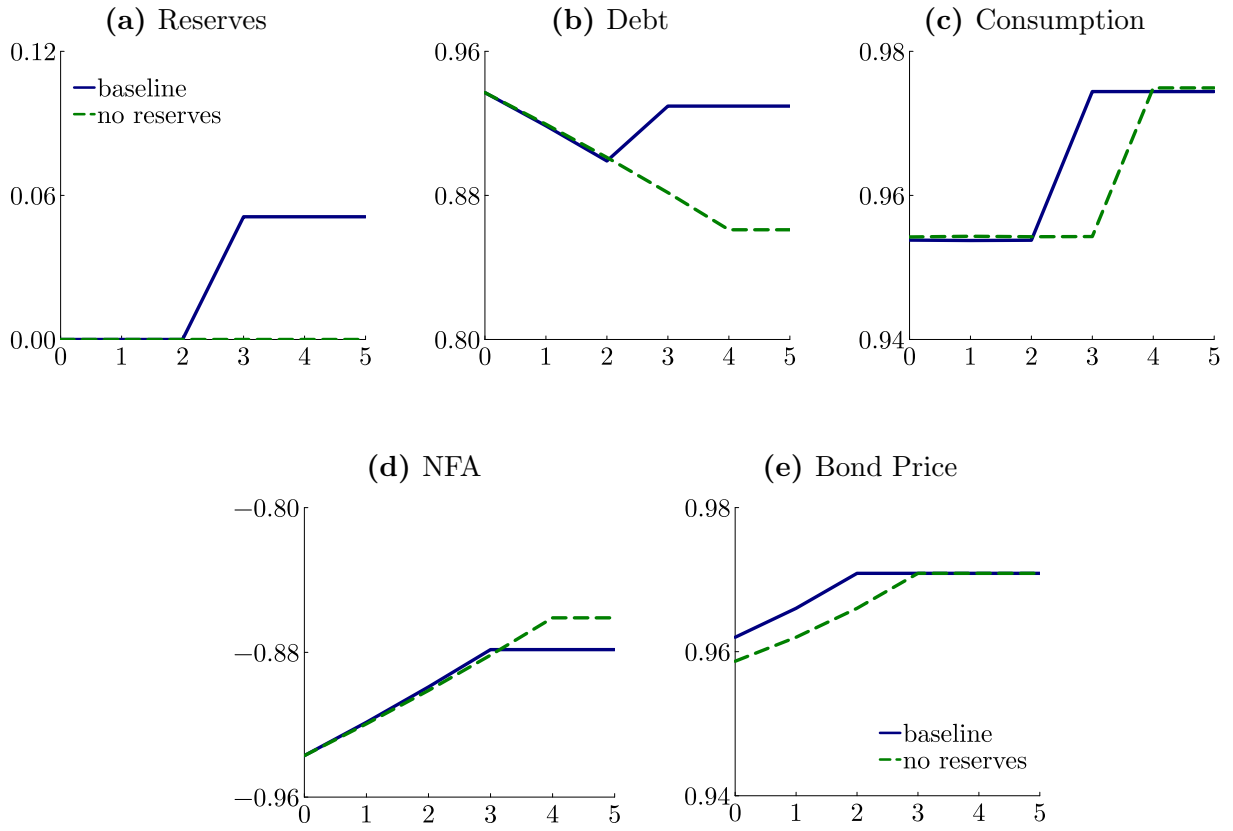 (a) Reserves
(b) Debt
(c) Consumption
0.12
0.06
0.00
0 1 2 3 4 5
baseline
no reserves
0.96
0.88
0.80
0 1 2 3 4 5
0.98
0.96
0.94
0 1 2 3 4 5
(d) NFA
(e) Bond Price
−0.80
−0.88
−0.96
0 1 2 3 4 5
0.98
0.96
0.94
0 1 2 3 4 5
baseline
no reserves